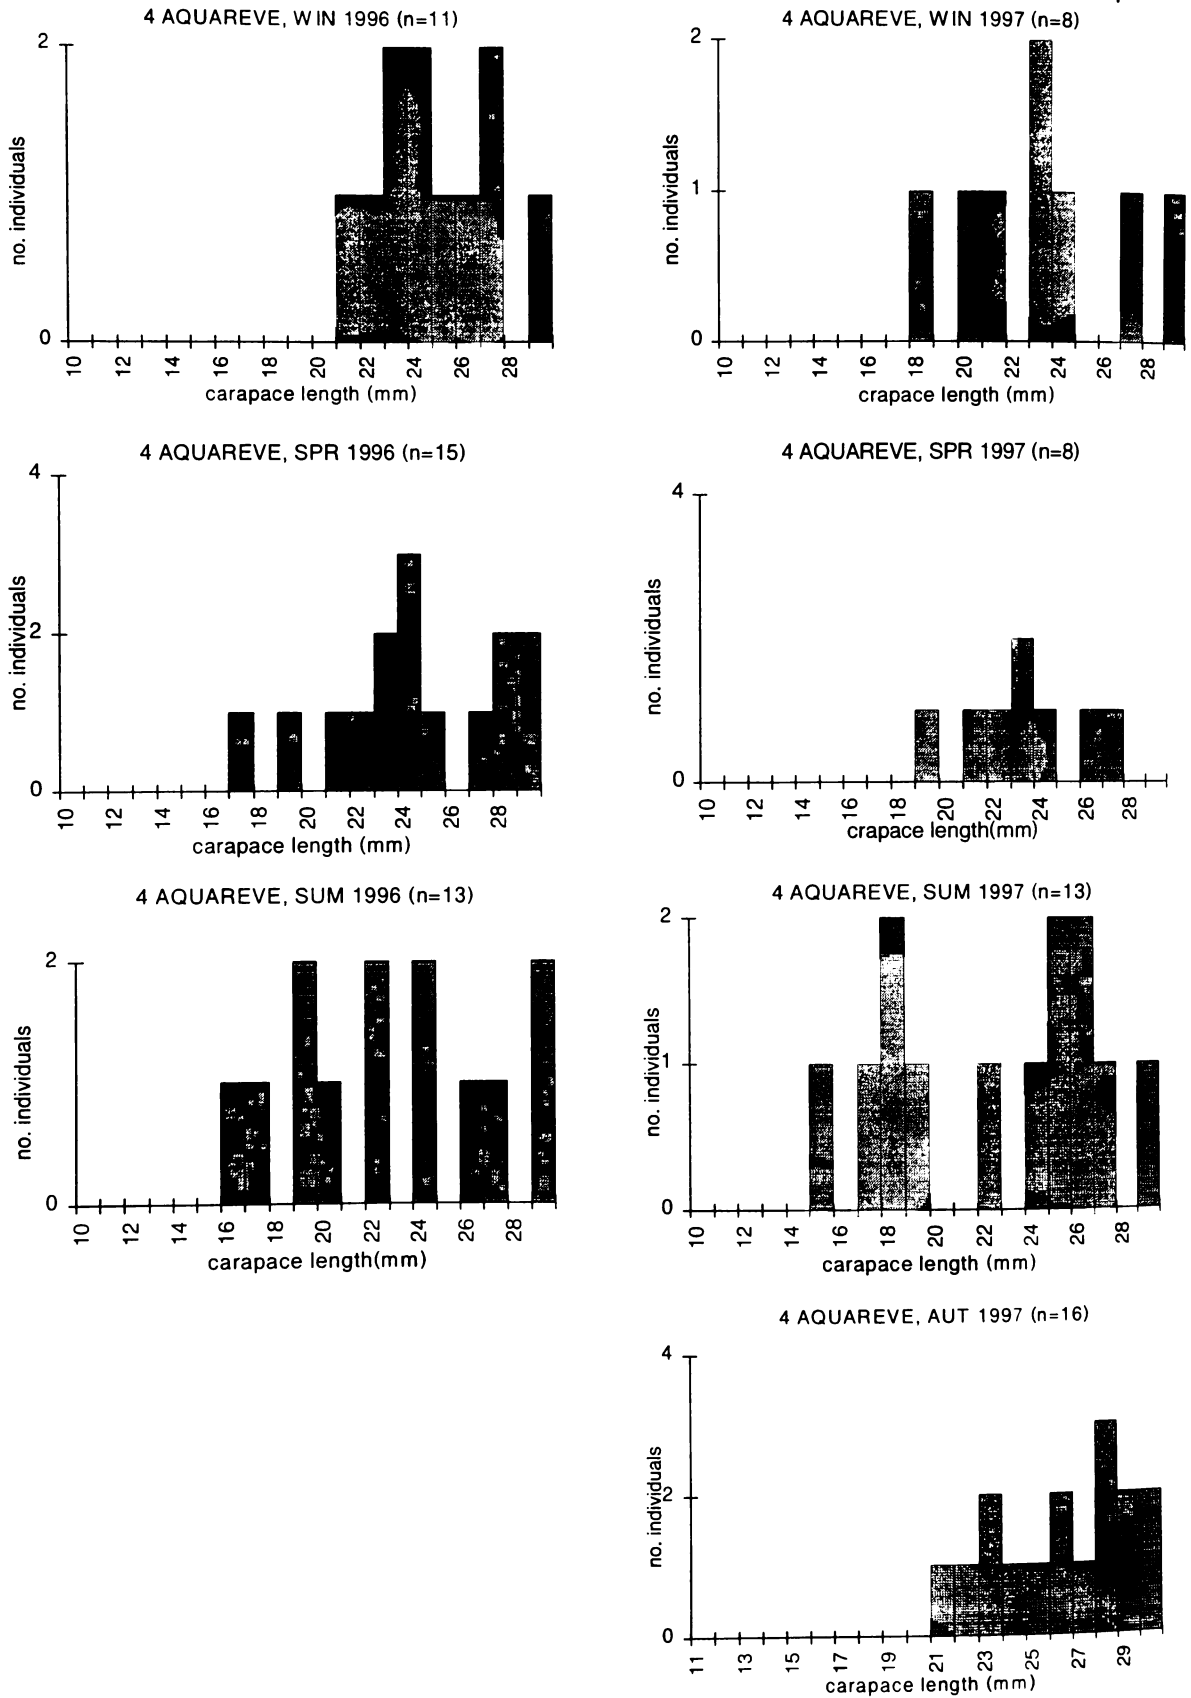 4 AQUAREVE, WIN 1996 (n=11)
2
1
0
no. individuals
10 12 14 16 18 20 22 24 26 28
carapace length (mm)
4 AQUAREVE, WIN 1997 (n=8)
2
1
0
no. individuals
10 12 14 16 18 20 22 24 26 28
crapace length (mm)
4 AQUAREVE, SPR 1996 (n=15)
4
2
0
no. individuals
10 12 14 16 18 20 22 24 26 28
carapace length (mm)
4 AQUAREVE, SPR 1997 (n=8)
4
2
0
no. individuals
10 12 14 16 18 20 22 24 26 28
crapace length(mm)
4 AQUAREVE, SUM 1996 (n=13)
2
1
0
no. individuals
10 12 14 16 18 20 22 24 26 28
carapace length(mm)
4 AQUAREVE, SUM 1997 (n=13)
2
1
0
no. individuals
10 12 14 16 18 20 22 24 26 28
carapace length (mm)
4 AQUAREVE, AUT 1997 (n=16)
4
2
0
no. individuals
11 13 15 17 19 21 23 25 27 29
carapace length (mm)